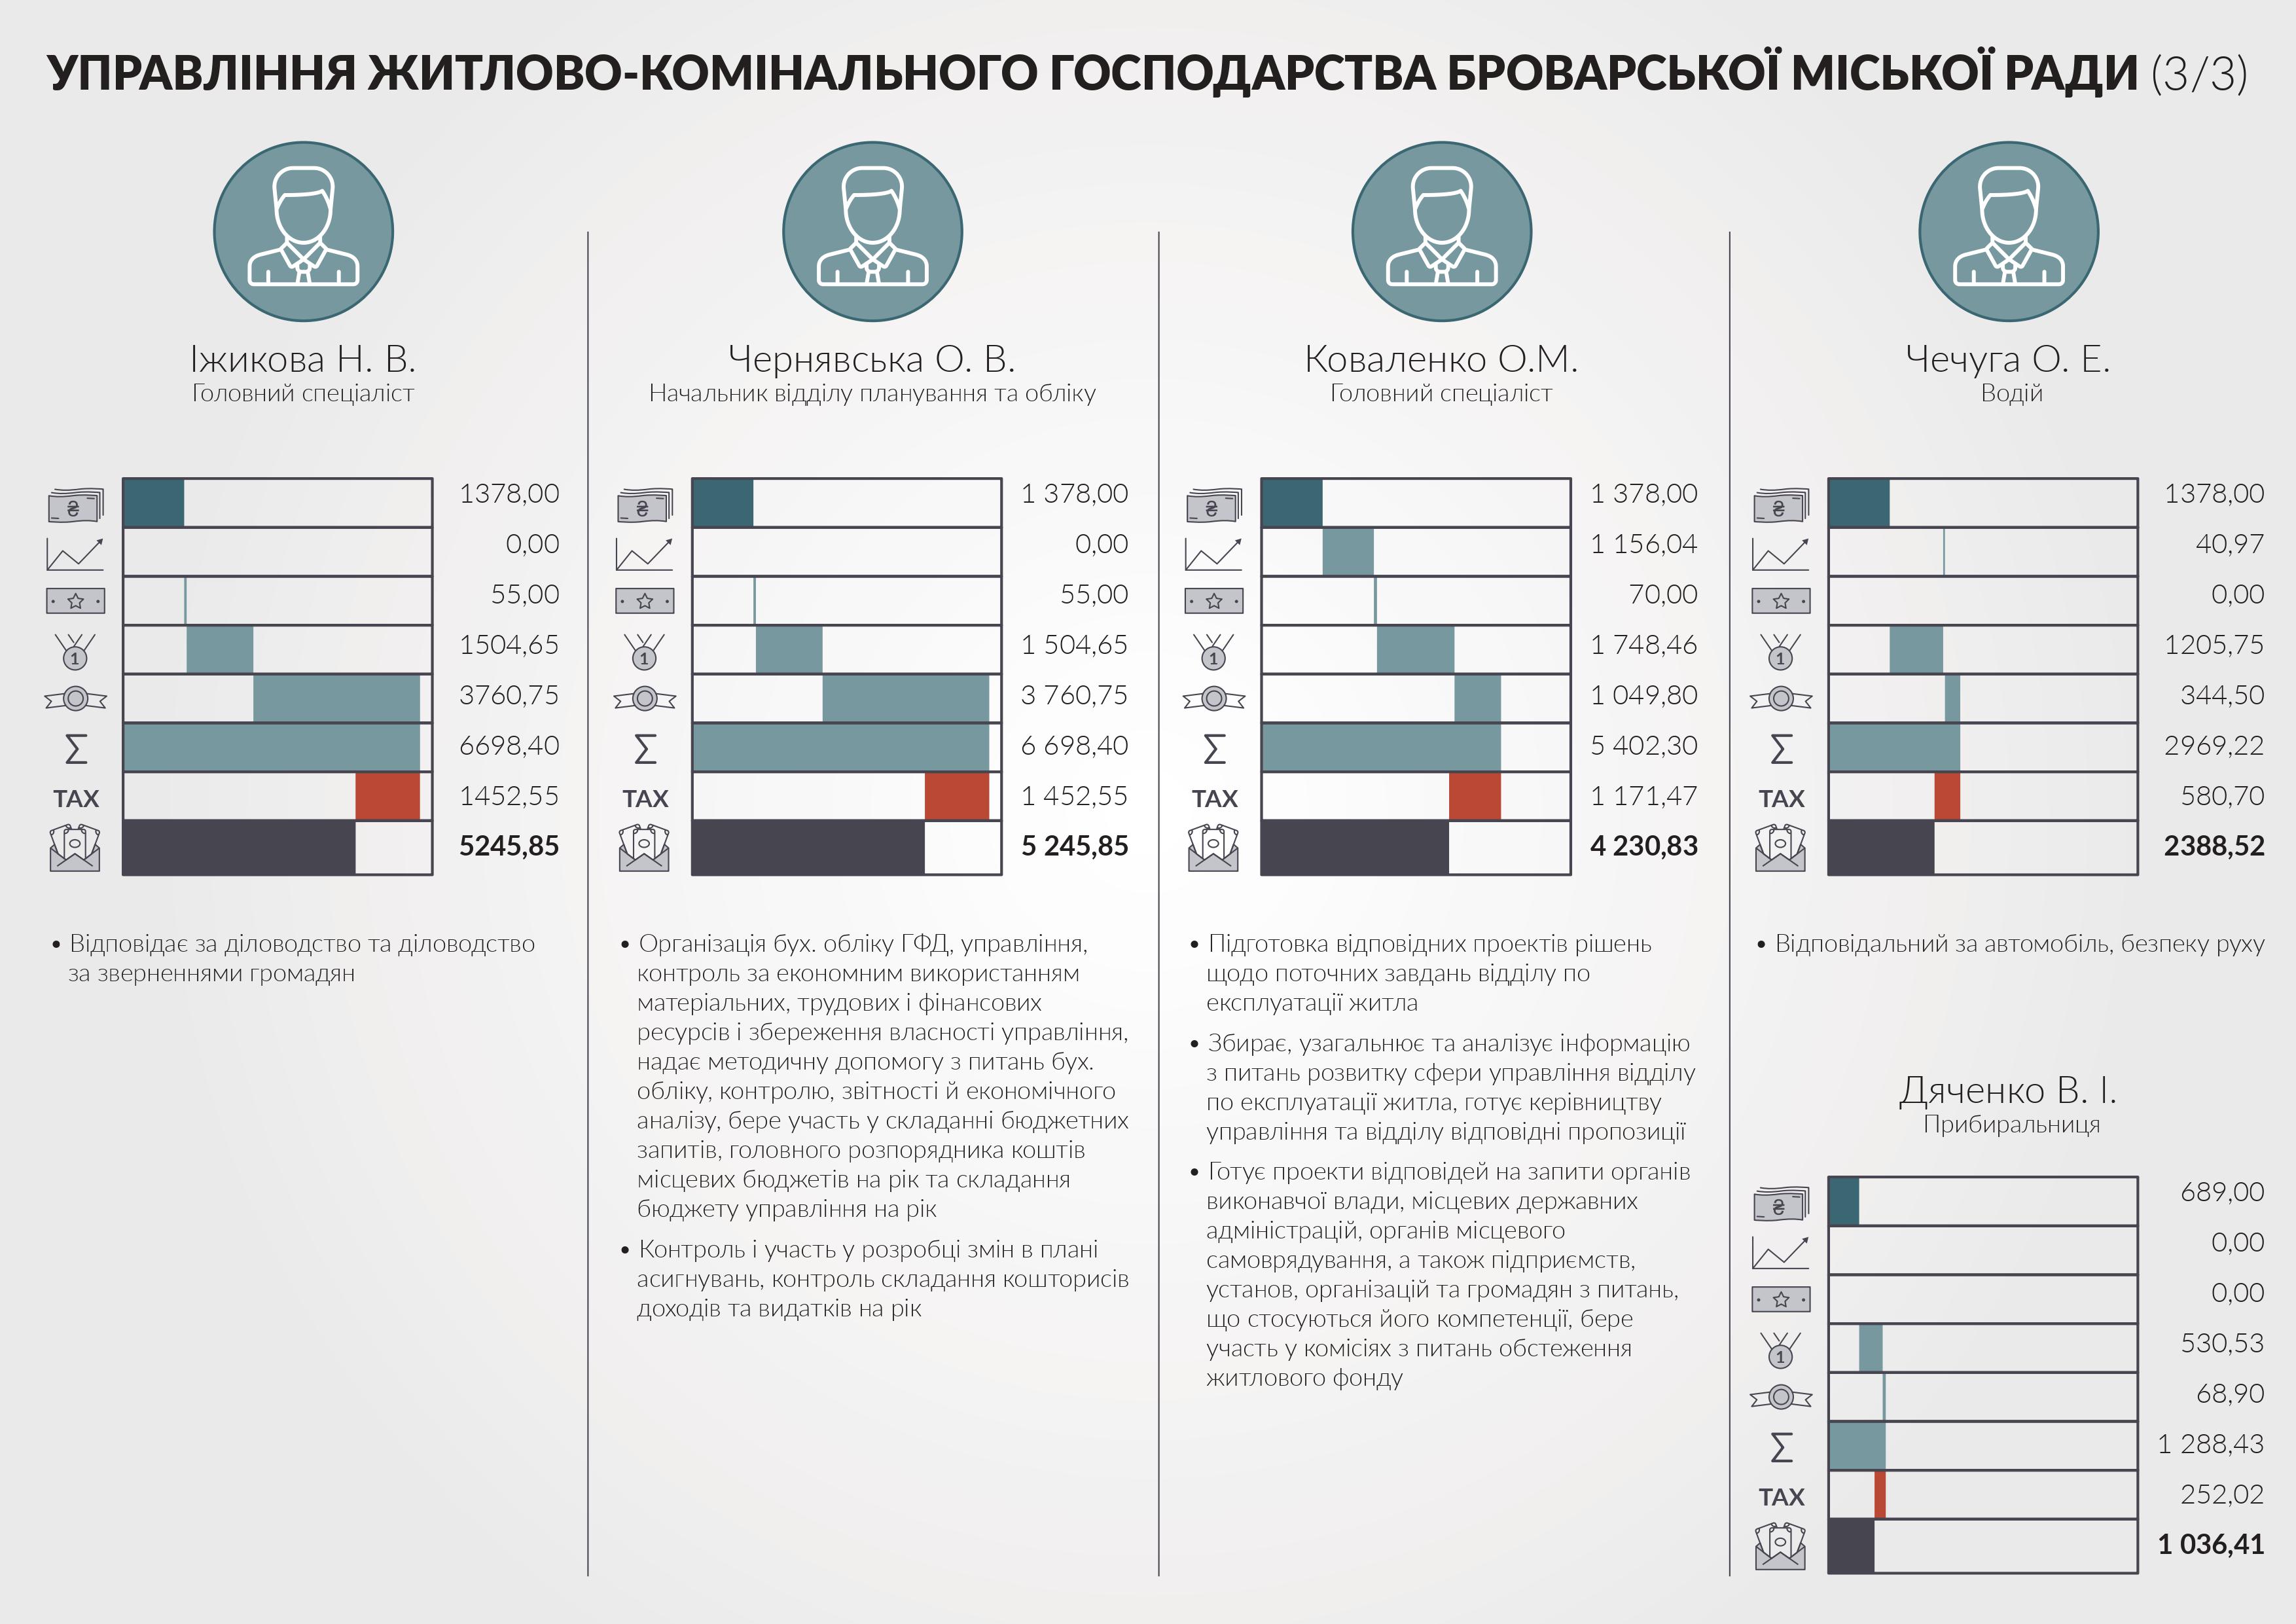 УПРАВЛІННЯ ЖИТЛОВО-КОМІНАЛЬНОГО ГОСПОДАРСТВА БРОВАРСЬКОЇ МІСЬКОЇ РАДИ (3/3)
Іжикова Н. В.
Головний спеціаліст
₴ 1378,00
0,00
55,00
1 1504,65
3760,75
Σ 6698,40
TAX 1452,55
5245,85
• Відповідає за діловодство та діловодство
за зверненнями громадян
Чернявська О. В.
Начальник відділу планування та обліку
₴ 1 378,00
0,00
55,00
1 1 504,65
3 760,75
Σ 6 698,40
TAX 1 452,55
5 245,85
• Організація бух. обліку ГФД, управління,
контроль за економним використанням
матеріальних, трудових і фінансових
ресурсів і збереження власності управління,
надає методичну допомогу з питань бух.
обліку, контролю, звітності й економічного
аналізу, бере участь у складанні бюджетних
запитів, головного розпорядника коштів
місцевих бюджетів на рік та складання
бюджету управління на рік
• Контроль і участь у розробці змін в плані
асигнувань, контроль складання кошторисів
доходів та видатків на рік
Коваленко О.М.
Головний спеціаліст
₴ 1 378,00
1 156,04
70,00
1 1 748,46
1 049,80
Σ 5 402,30
TAX 1 171,47
4 230,83
• Підготовка відповідних проектів рішень
щодо поточних завдань відділу по
експлуатації житла
• Збирає, узагальнює та аналізує інформацію
з питань розвитку сфери управління відділу
по експлуатації житла, готує керівництву
управління та відділу відповідні пропозиції
• Готує проекти відповідей на запити органів
виконавчої влади, місцевих державних
адміністрацій, органів місцевого
самоврядування, а також підприємств,
установ, організацій та громадян з питань,
що стосуються його компетенції, бере
участь у комісіях з питань обстеження
житлового фонду
Чечуга О. Е.
Водій
₴ 1378,00
40,97
0,00
1 1205,75
344,50
Σ 2969,22
TAX 580,70
2388,52
• Відповідальний за автомобіль, безпеку руху
Дяченко В. І.
Прибиральниця
₴ 689,00
0,00
0,00
1 530,53
68,90
Σ 1 288,43
TAX 252,02
1 036,41